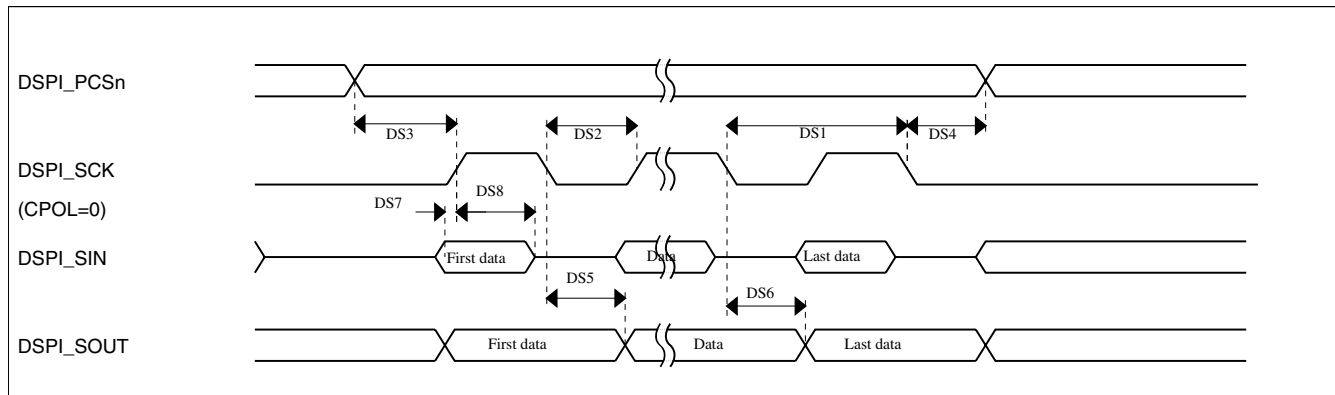 DSPI_PCSn
DS3
DS2
DS1
DS4
DSPI_SCK
(CPOL=0)
DS7
DS8
DSPI_SIN
First data
Data
Last data
DS5
DS6
DSPI_SOUT
First data
Data
Last data